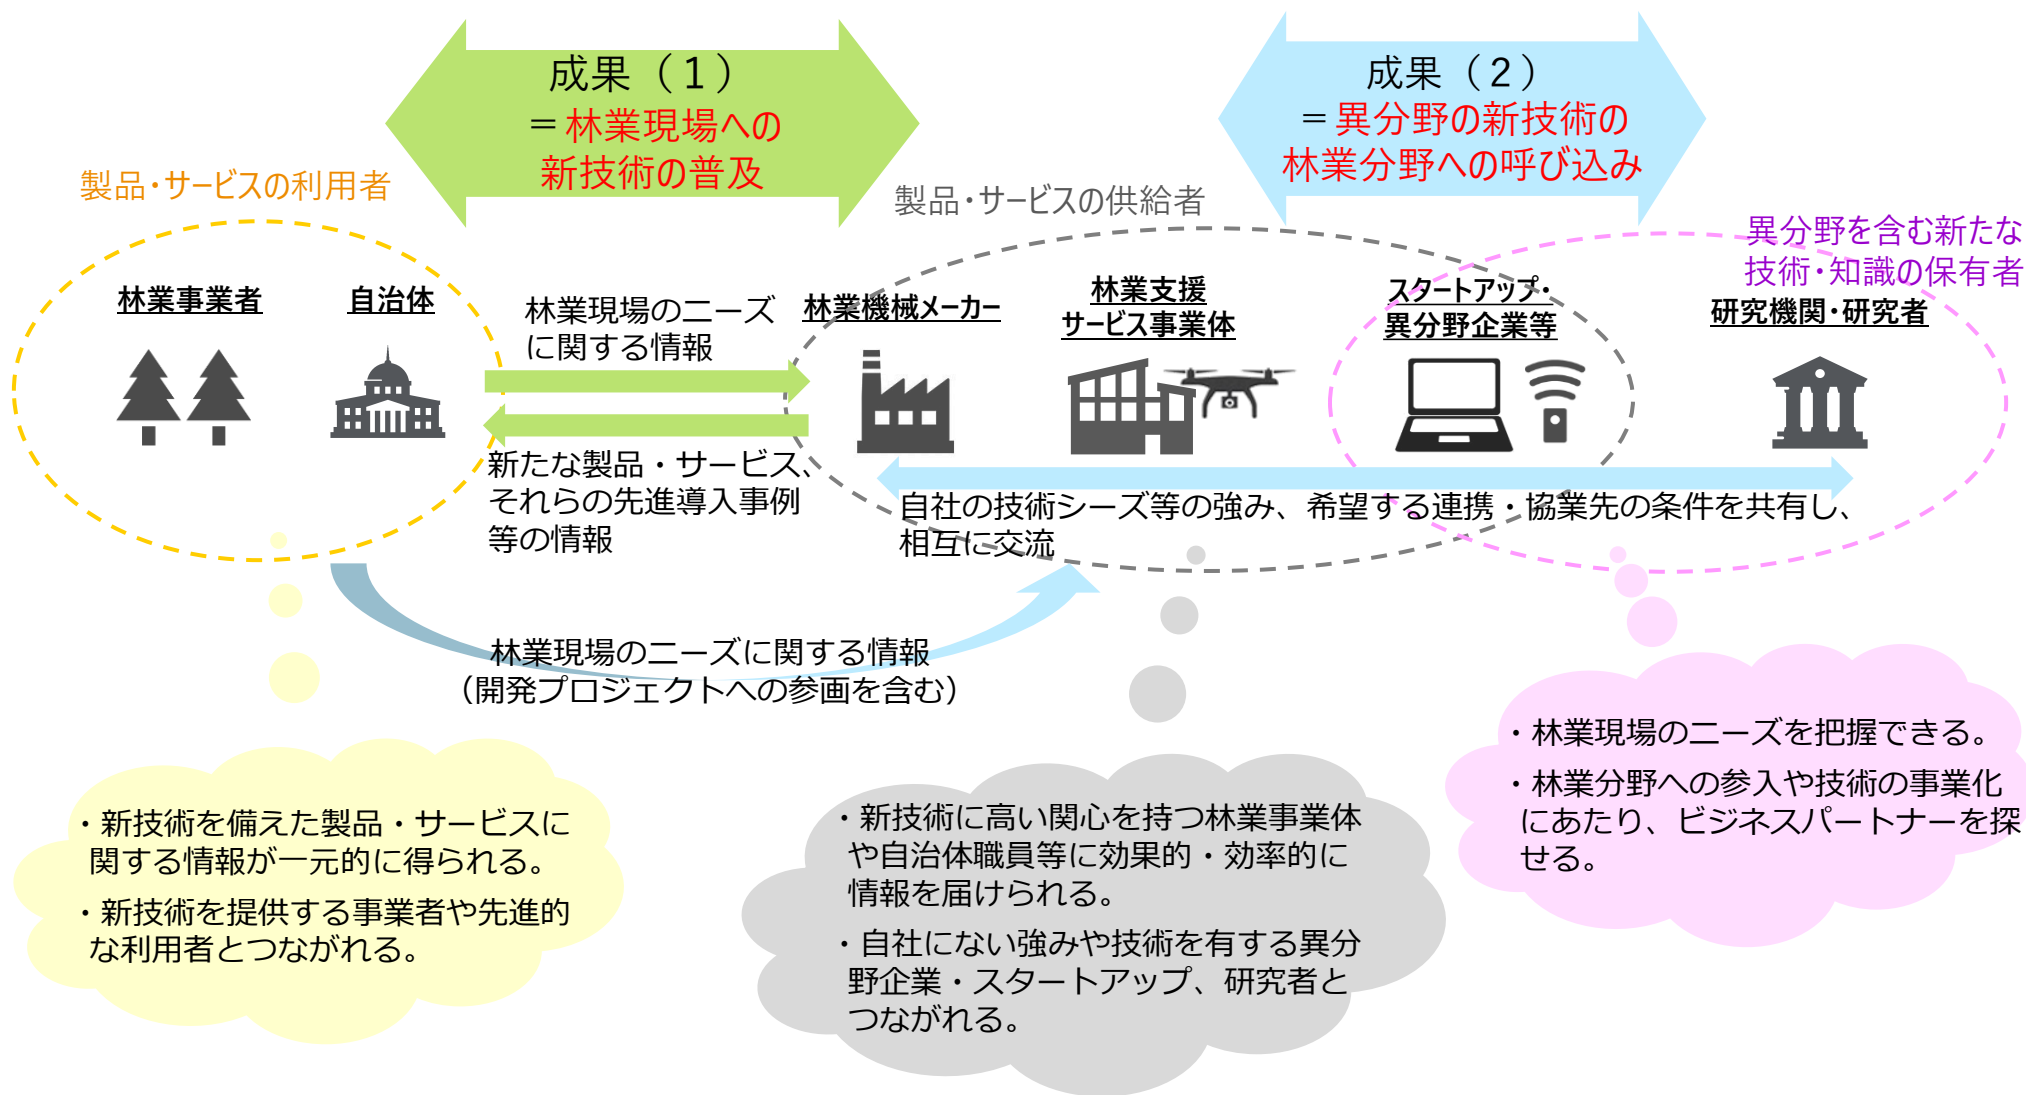 成果（１）
＝林業現場への
新技術の普及
成果（２）
＝異分野の新技術の
林業分野への呼び込み
製品・サービスの利用者
製品・サービスの供給者
異分野を含む新たな
技術・知識の保有者
林業事業者
自治体
林業現場のニーズ
に関する情報
林業機械メーカー
林業支援
サービス事業体
スタートアップ・
異分野企業等
研究機関・研究者
新たな製品・サービス、
それらの先進導入事例
等の情報
自社の技術シーズ等の強み、希望する連携・協業先の条件を共有し、
相互に交流
林業現場のニーズに関する情報
（開発プロジェクトへの参画を含む）
・新技術を備えた製品・サービスに
関する情報が一元的に得られる。
・新技術を提供する事業者や先進的
な利用者とつながれる。
・新技術に高い関心を持つ林業事業体
や自治体職員等に効果的・効率的に
情報を届けられる。
・自社にない強みや技術を有する異分
野企業・スタートアップ、研究者と
つながれる。
・林業現場のニーズを把握できる。
・林業分野への参入や技術の事業化
にあたり、ビジネスパートナーを探
せる。